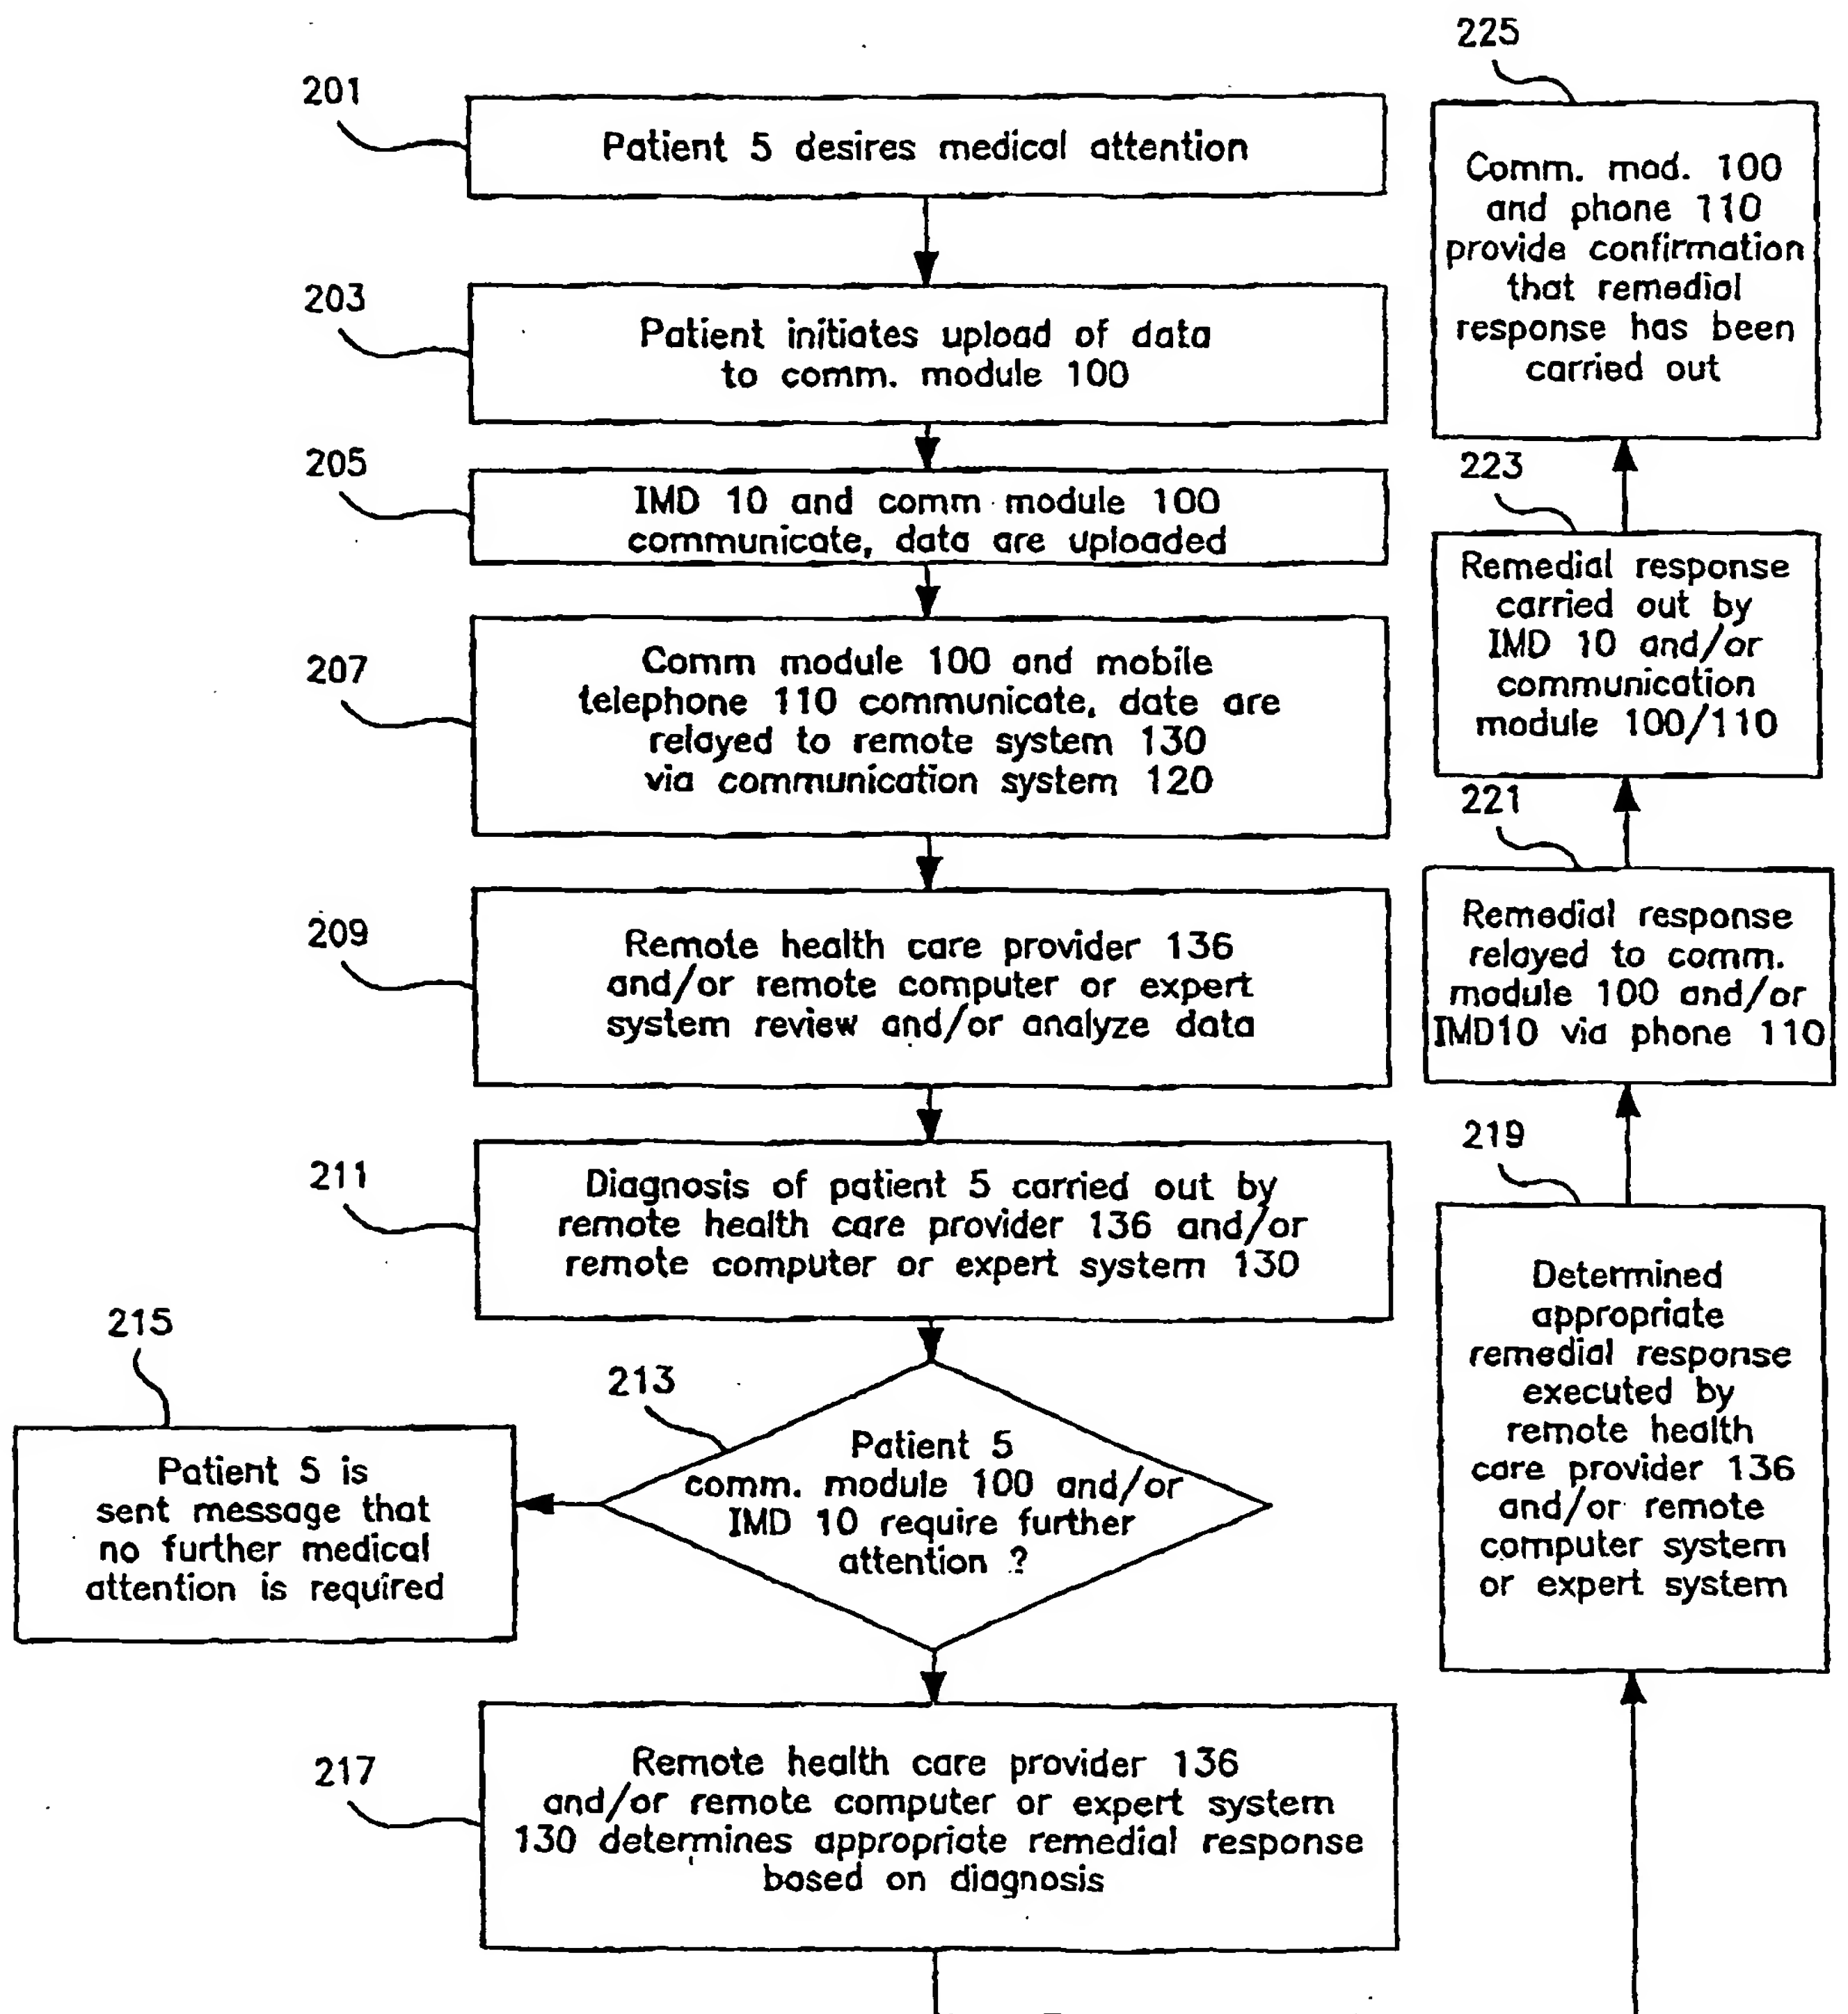 201
Patient 5 desires medical attention
203
Patient initiates upload of data
to comm. module 100
205
IMD 10 and comm module 100
communicate, data are uploaded
207
Comm module 100 and mobile
telephone 110 communicate, date are
relayed to remote system 130
via communication system 120
209
Remote health care provider 136
and/or remote computer or expert
system review and/or analyze data
211
Diagnosis of patient 5 carried out by
remote health care provider 136 and/or
remote computer or expert system 130
213
Patient 5
comm. module 100 and/or
IMD 10 require further
attention ?
215
Patient 5 is
sent message that
no further medical
attention is required
217
Remote health care provider 136
and/or remote computer or expert system
130 determines appropriate remedial response
based on diagnosis
219
Determined
appropriate
remedial response
executed by
remote health
care provider 136
and/or remote
computer system
or expert system
221
Remedial response
relayed to comm.
module 100 and/or
IMD10 via phone 110
223
Remedial response
carried out by
IMD 10 and/or
communication
module 100/110
225
Comm. mod. 100
and phone 110
provide confirmation
that remedial
response has been
carried out